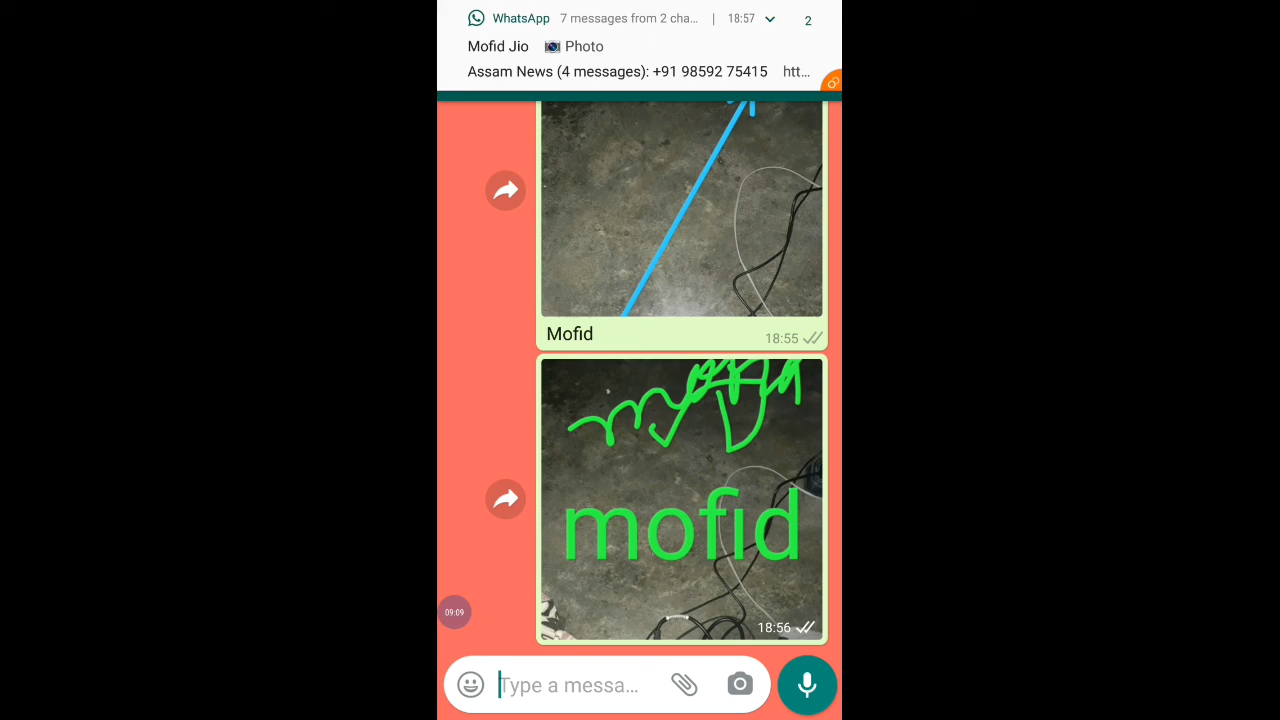 WhatsApp 7 messages from 2 cha... | 18:57 2
Mofid Jio 📷 Photo
Assam News (4 messages): +91 98592 75415 htt...
Mofid
18:55
mofid
mofid
18:56
09:09
Type a messa...